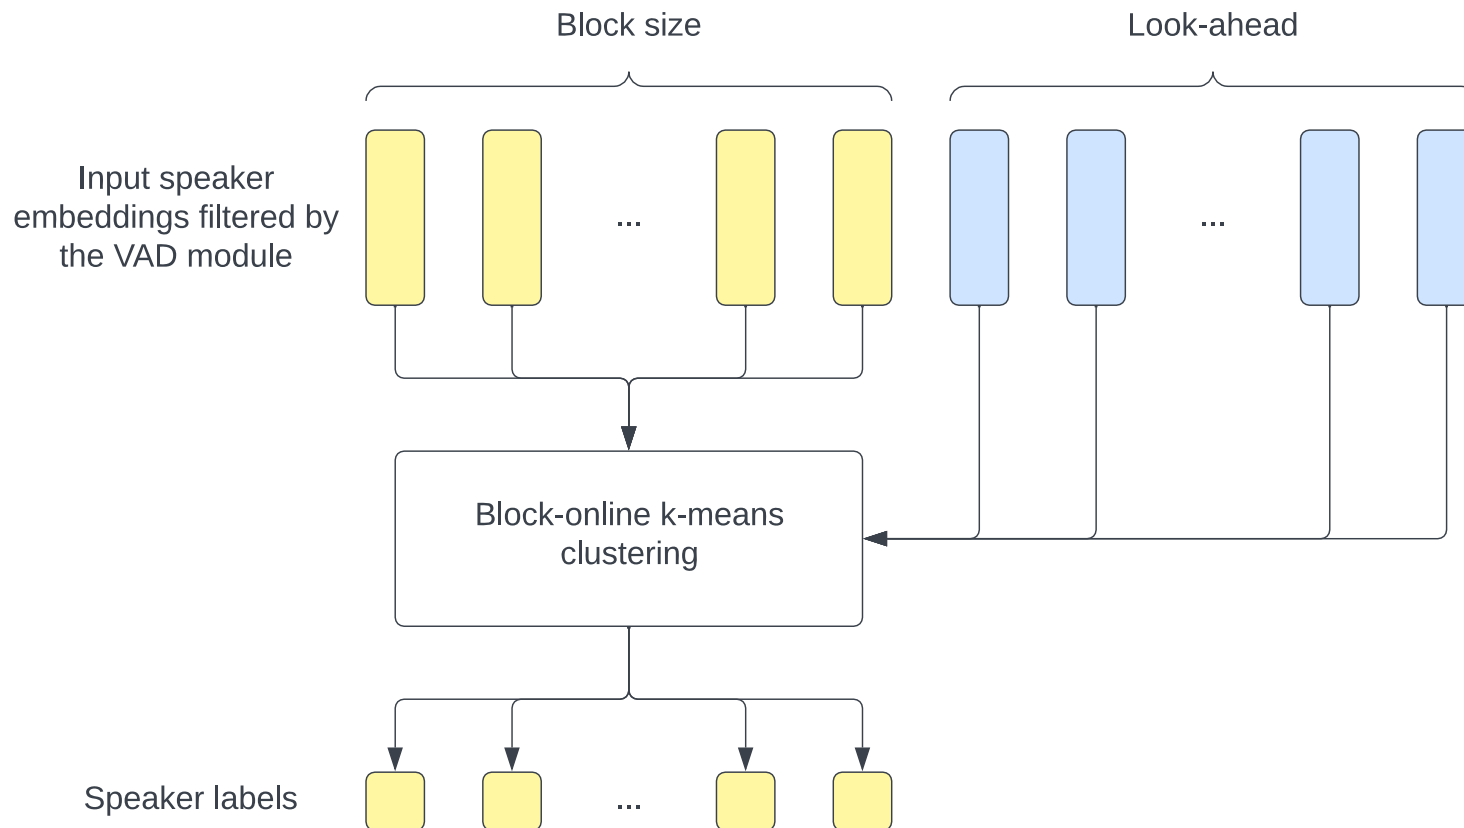 Block size
Look-ahead
Input speaker
embeddings filtered by
the VAD module
...
...
Block-online k-means
clustering
Speaker labels
...